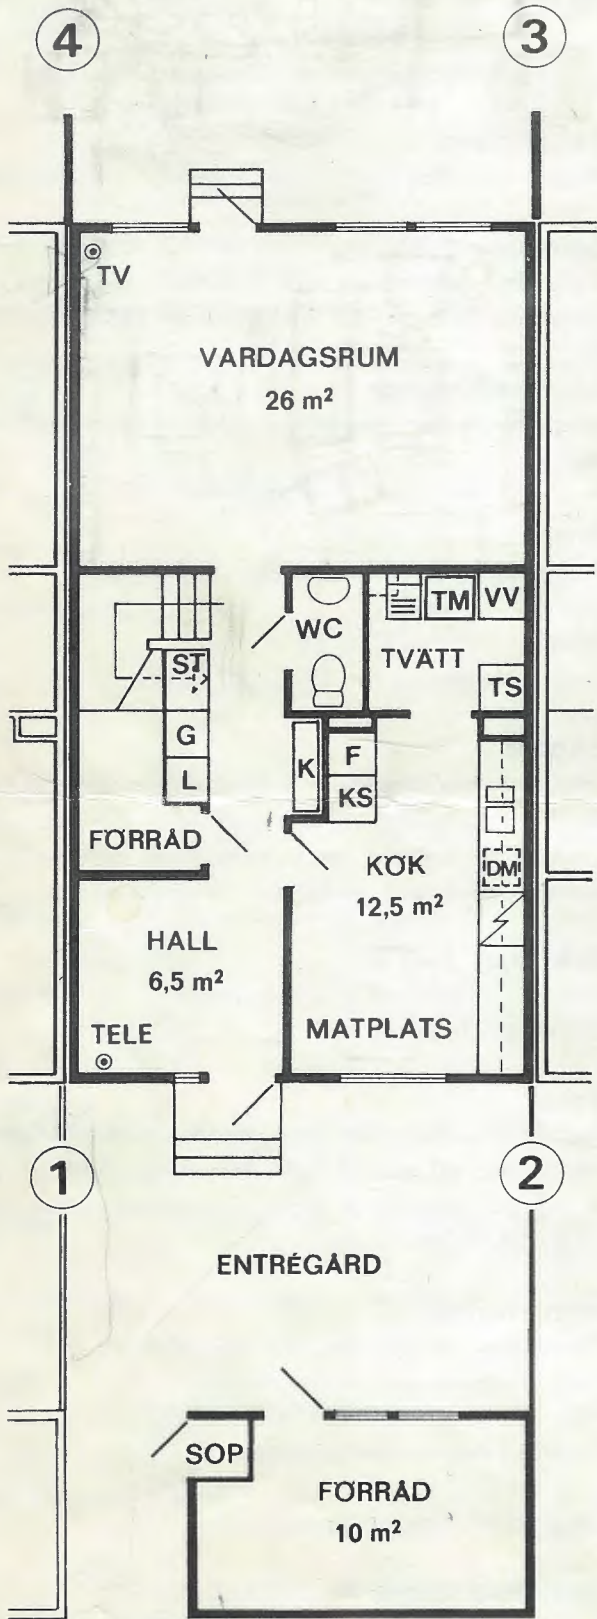 4
3
TV
VARDAGSRUM
26 m²
WC
TM
VV
TVÄTT
ST
TS
G
K
F
L
KS
FÖRRÅD
KÖK
DM
12,5 m²
HALL
6,5 m²
TELE
MATPLATS
1
2
ENTRÉGÅRD
SOP
FÖRRÅD
10 m²